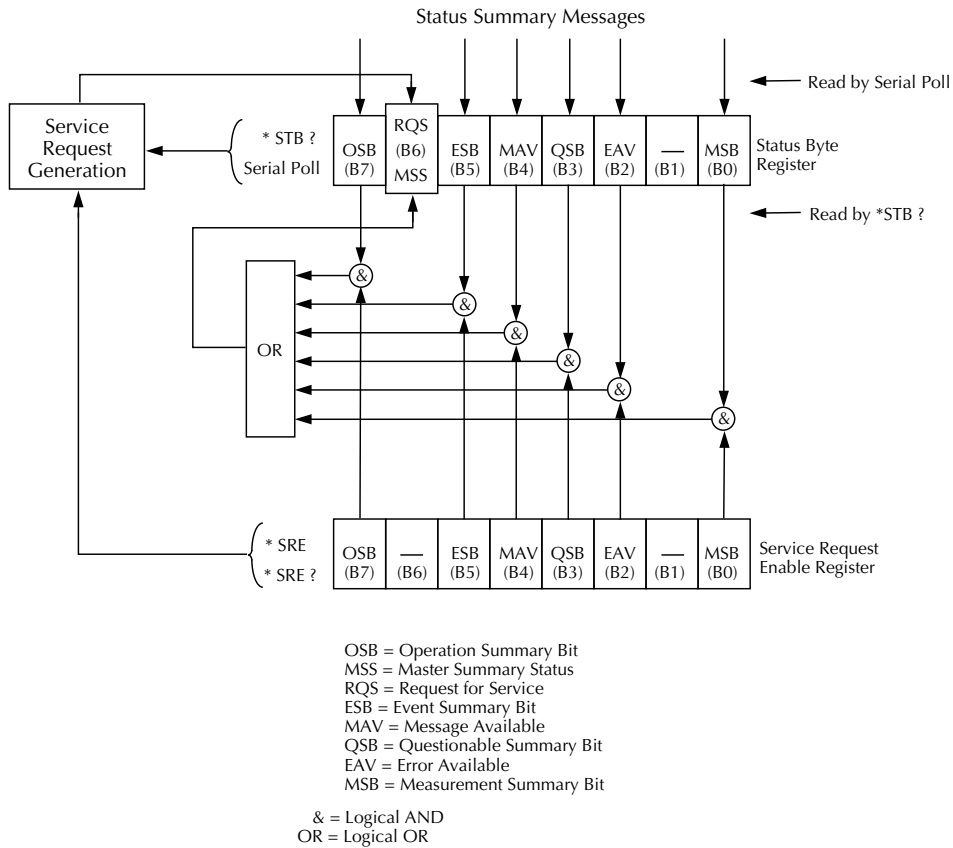 Status Summary Messages
Read by Serial Poll
Service
Request
Generation
* STB ?
Serial Poll
OSB
(B7)
RQS
(B6)
MSS
ESB
(B5)
MAV
(B4)
QSB
(B3)
EAV
(B2)
—
(B1)
MSB
(B0)
Status Byte
Register
Read by *STB ?
&
&
&
&
&
&
OR
* SRE
* SRE ?
OSB
(B7)
—
(B6)
ESB
(B5)
MAV
(B4)
QSB
(B3)
EAV
(B2)
—
(B1)
MSB
(B0)
Service Request
Enable Register
OSB = Operation Summary Bit
MSS = Master Summary Status
RQS = Request for Service
ESB = Event Summary Bit
MAV = Message Available
QSB = Questionable Summary Bit
EAV = Error Available
MSB = Measurement Summary Bit
& = Logical AND
OR = Logical OR